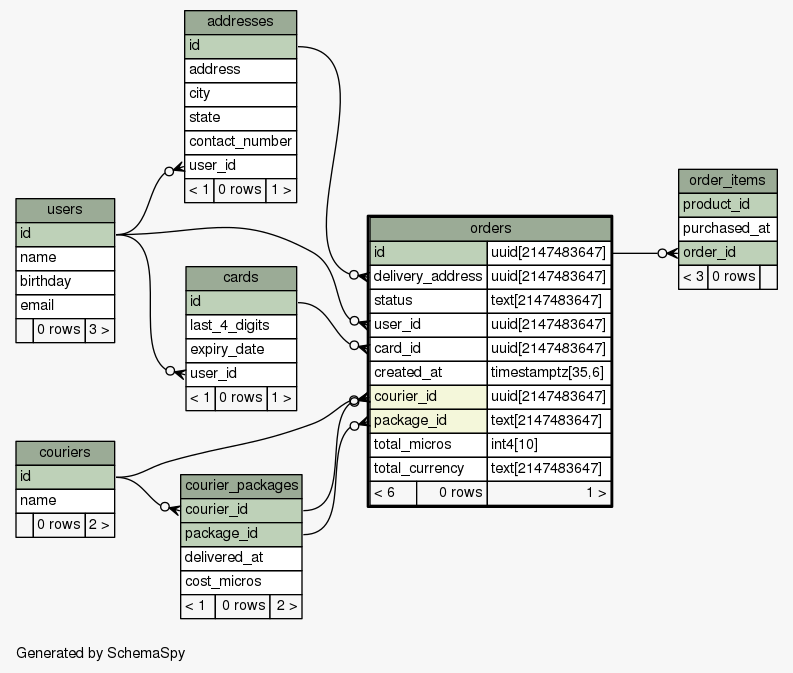 addresses
id
address
city
state
contact_number
user_id
< 1 0 rows 1 >
users
id
name
birthday
email
0 rows 3 >
cards
id
last_4_digits
expiry_date
user_id
< 1 0 rows 1 >
couriers
id
name
0 rows 2 >
courier_packages
courier_id
package_id
delivered_at
cost_micros
< 1 0 rows 2 >
orders
id uuid[2147483647]
delivery_address uuid[2147483647]
status text[2147483647]
user_id uuid[2147483647]
card_id uuid[2147483647]
created_at timestamptz[35,6]
courier_id uuid[2147483647]
package_id text[2147483647]
total_micros int4[10]
total_currency text[2147483647]
< 6 0 rows 1 >
order_items
product_id
purchased_at
order_id
< 3 0 rows
Generated by SchemaSpy